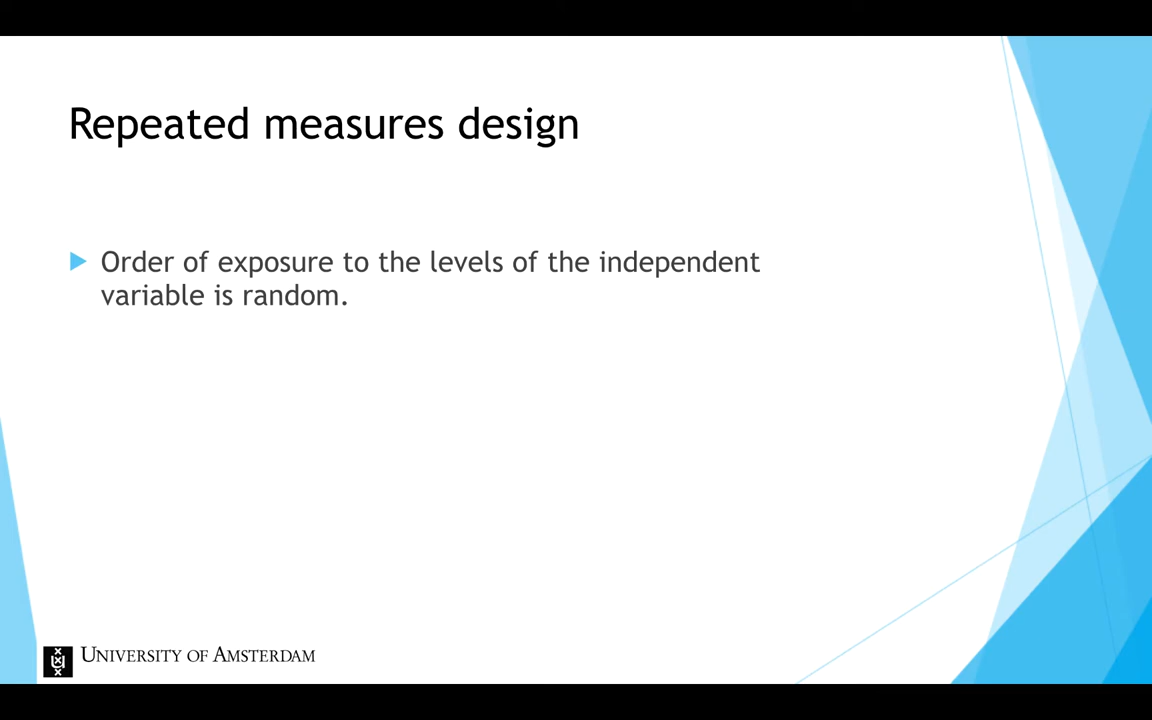 Repeated measures design
Order of exposure to the levels of the independent
variable is random.
UNIVERSITY OF AMSTERDAM